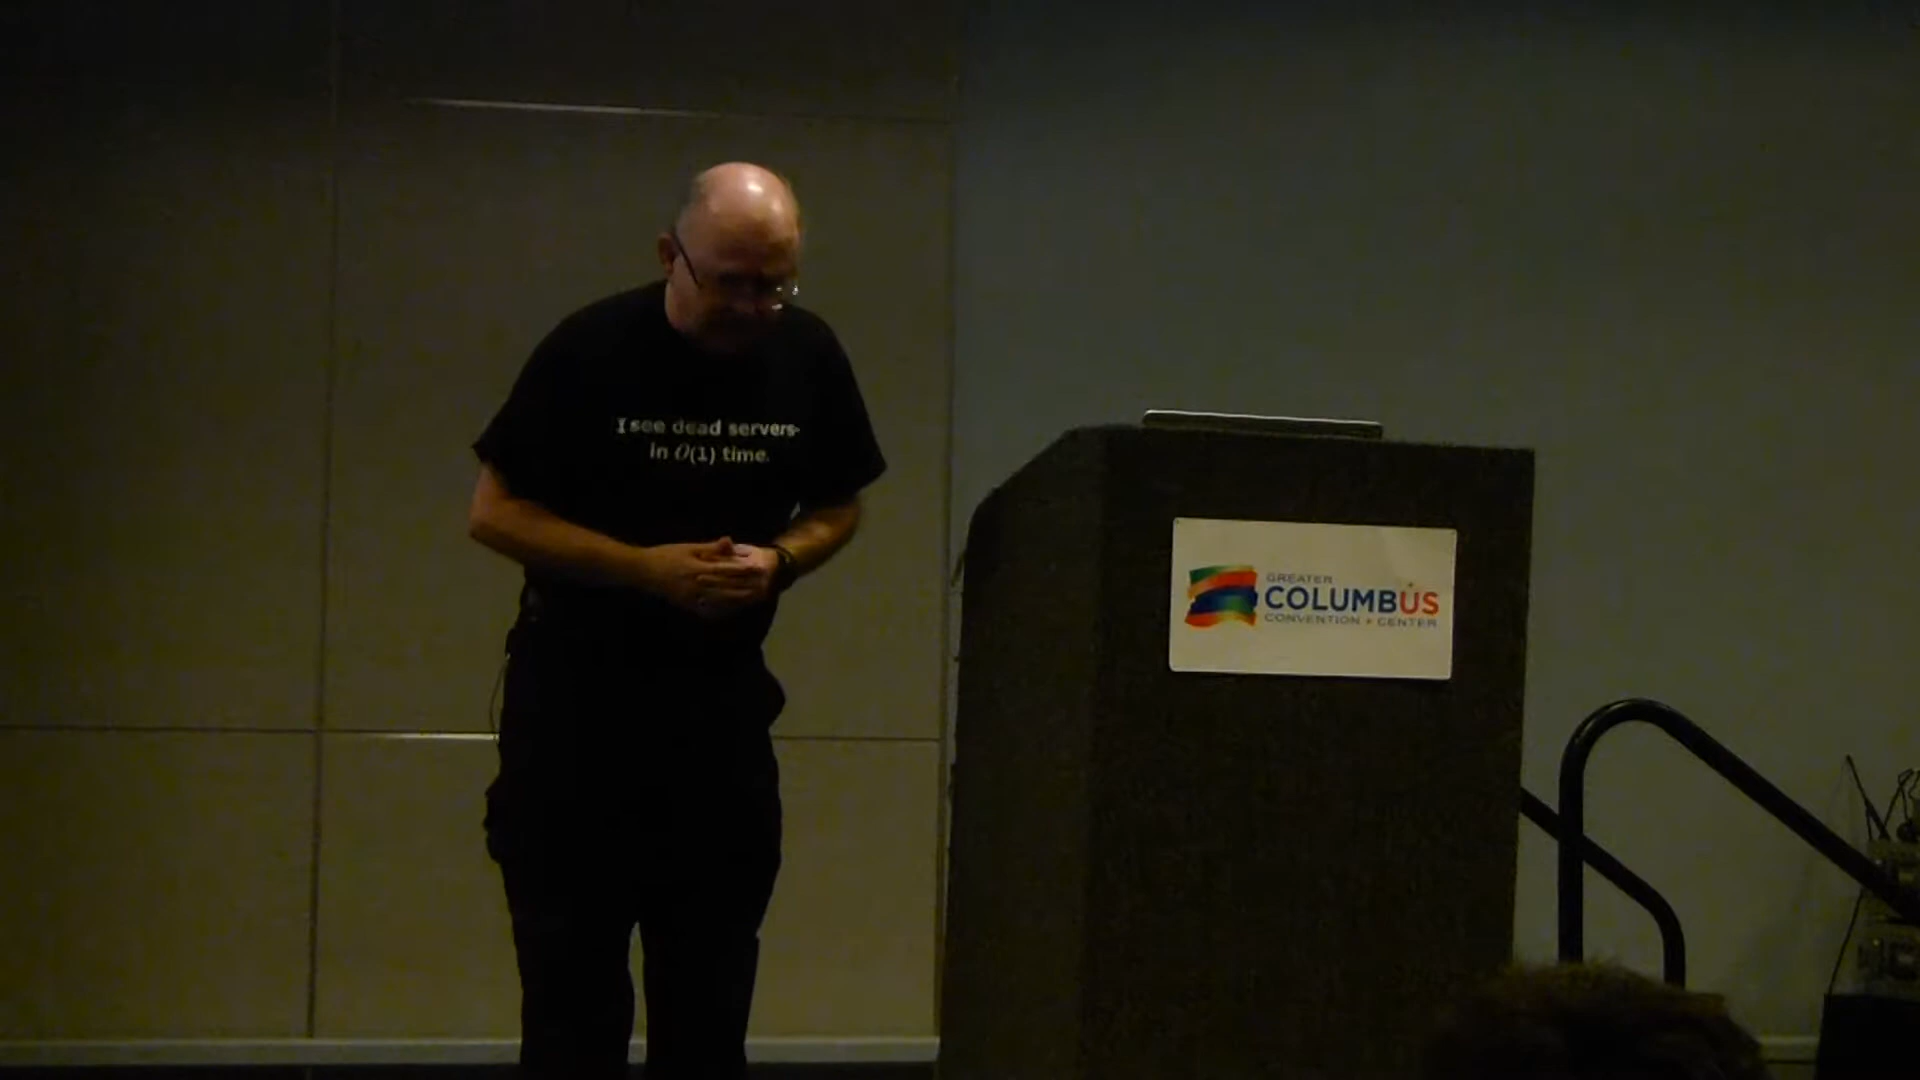 I see dead servers-
in O(1) time.
GREATER
COLUMBUS
CONVENTION CENTER